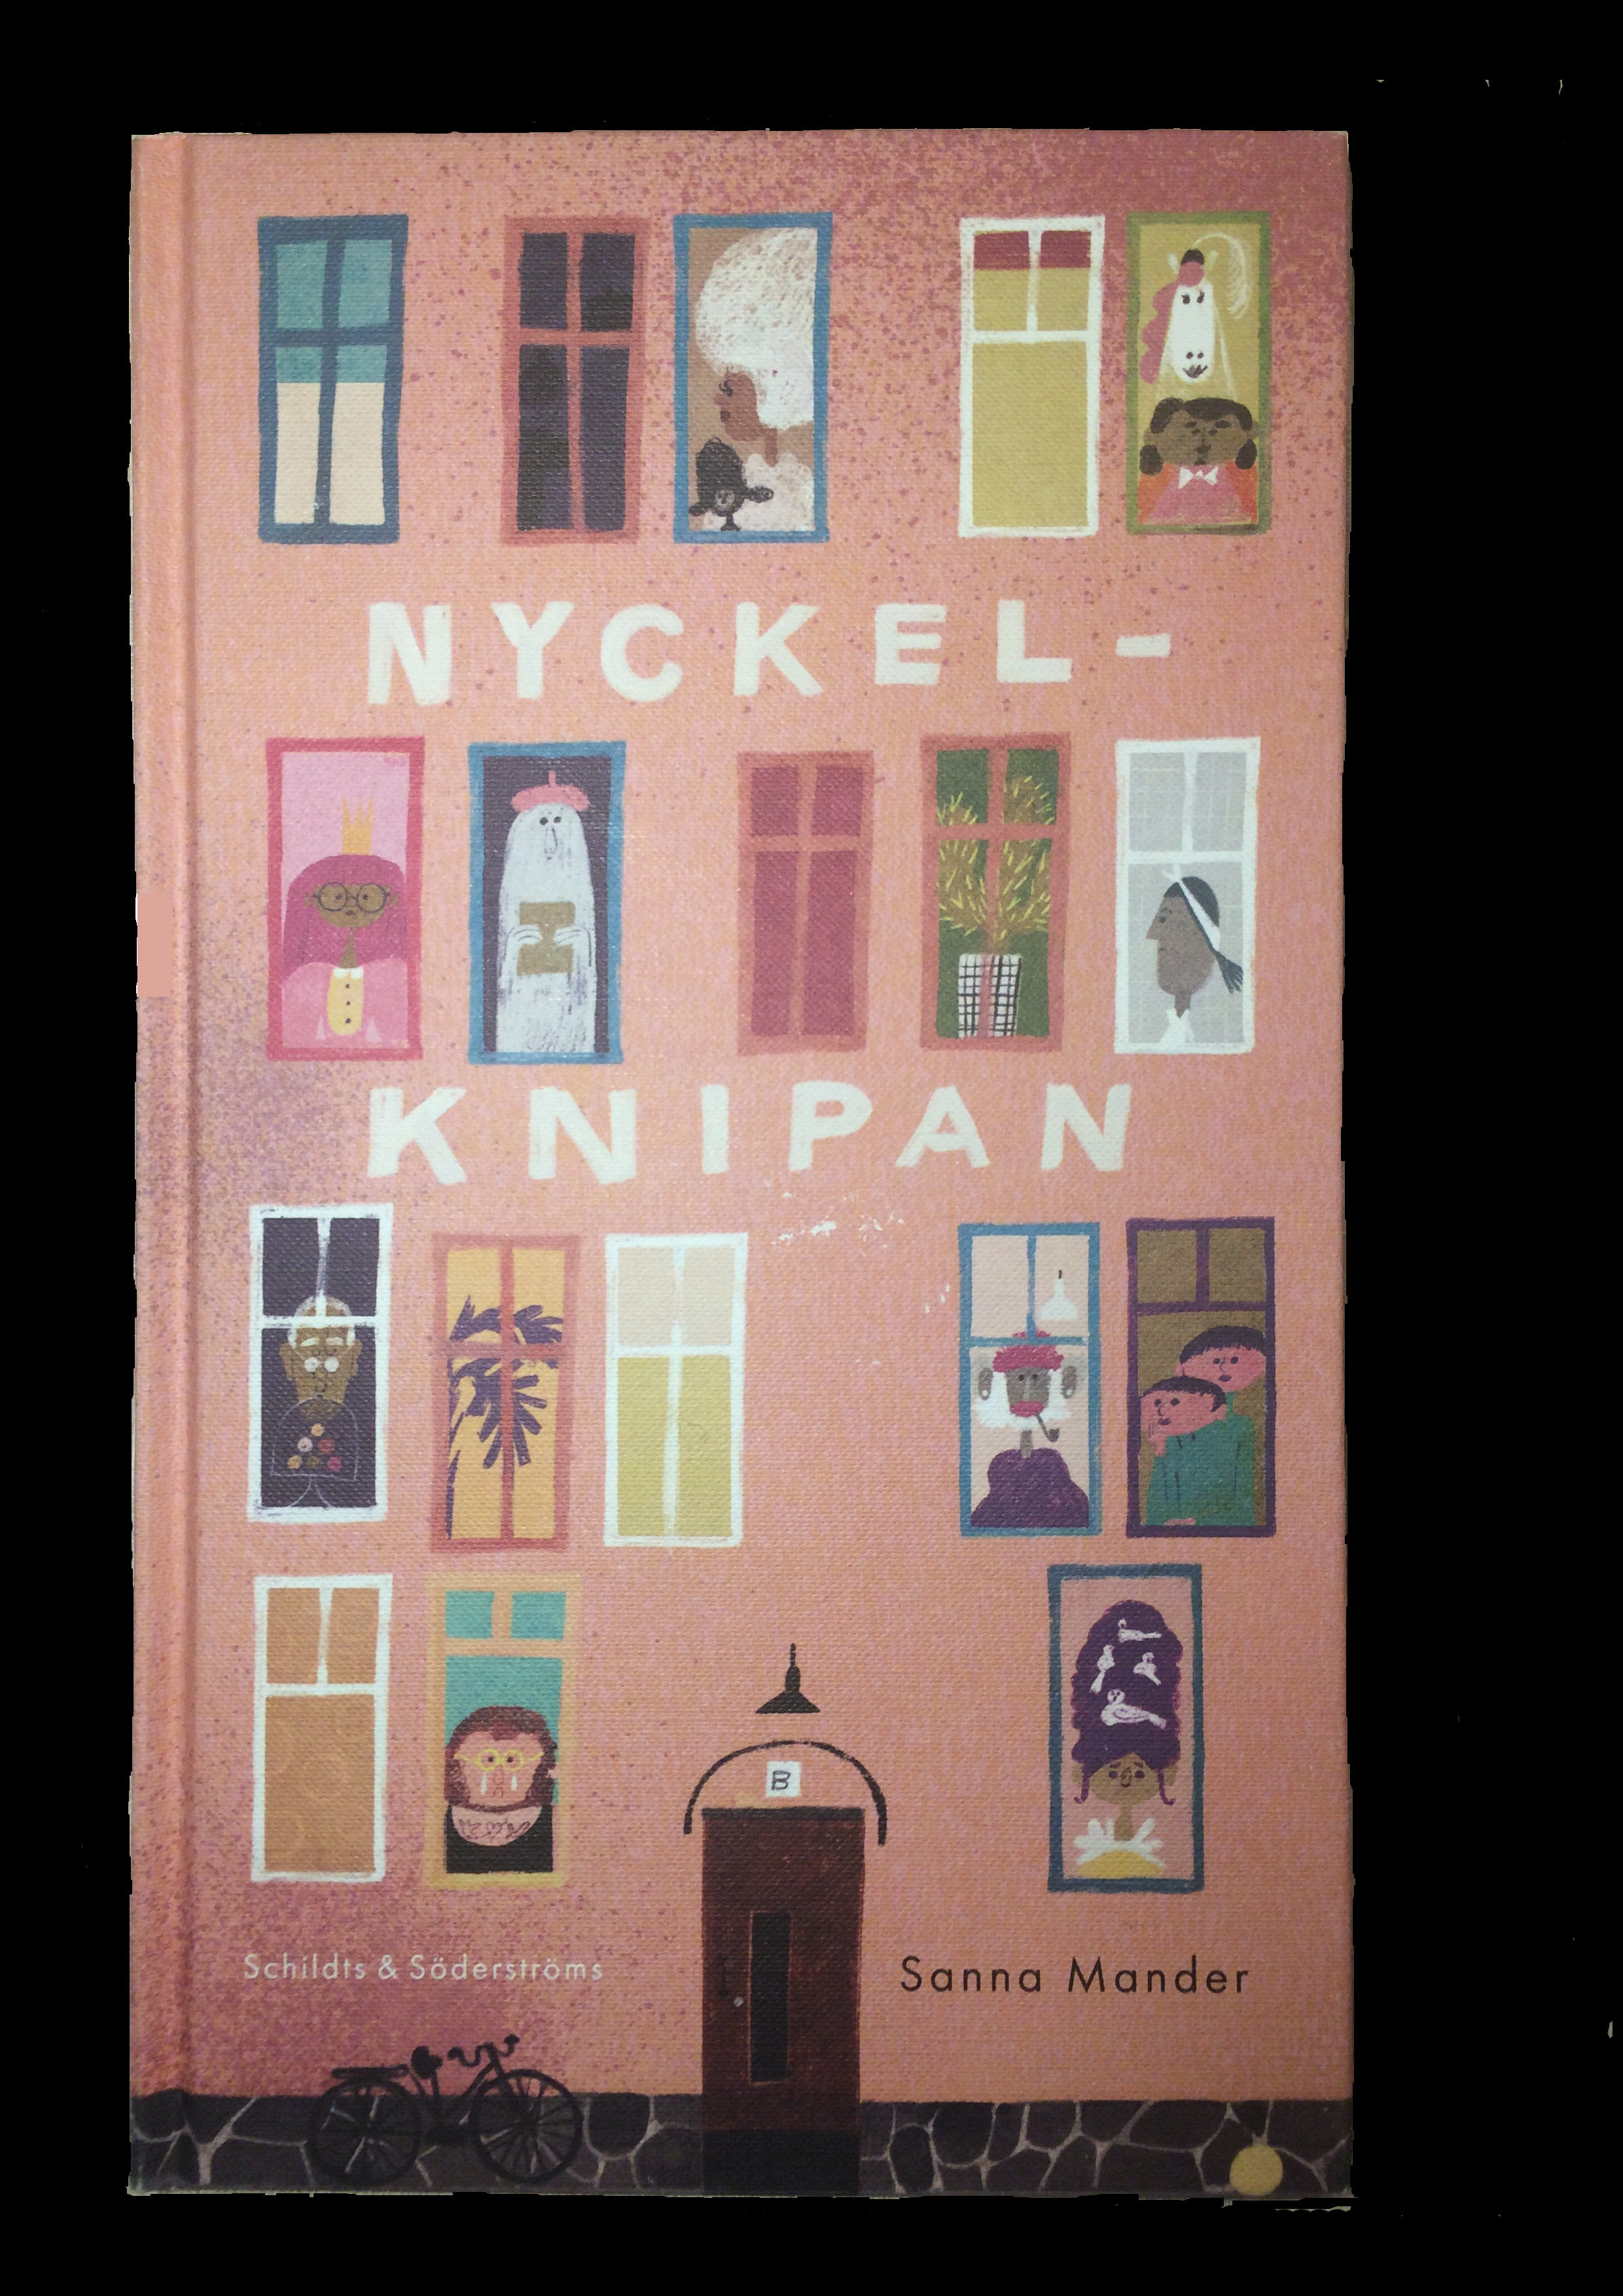 NYCKEL-
KNIPAN
B
Schildts & Söderströms
Sanna Mander